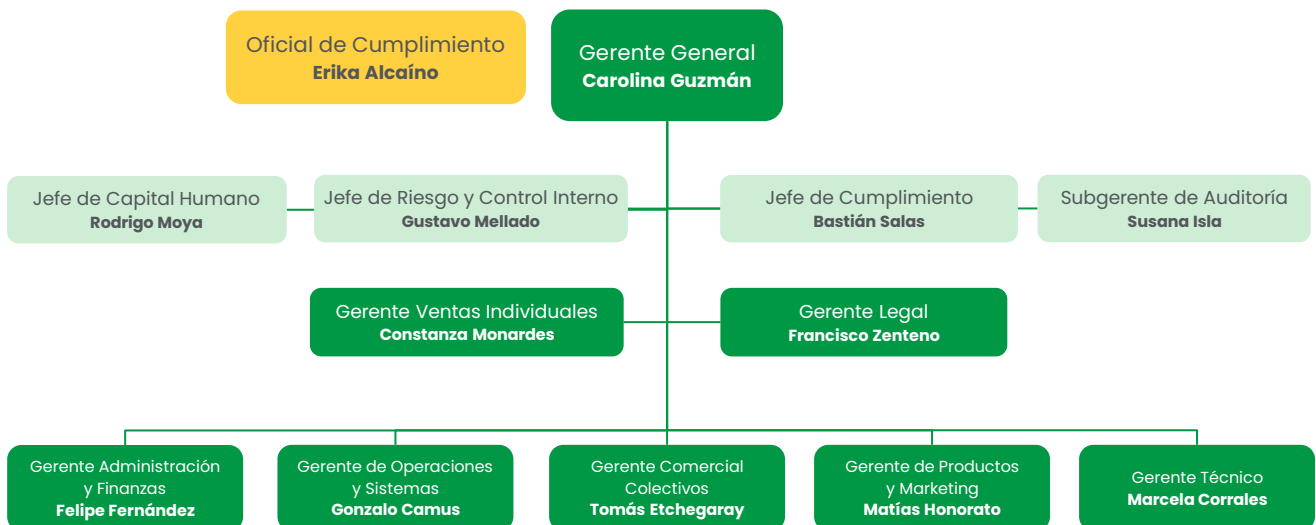 Oficial de Cumplimiento
Erika Alcaíno
Gerente General
Carolina Guzmán
Jefe de Capital Humano
Rodrigo Moya
Jefe de Riesgo y Control Interno
Gustavo Mellado
Jefe de Cumplimiento
Bastián Salas
Subgerente de Auditoría
Susana Isla
Gerente Ventas Individuales
Constanza Monardes
Gerente Legal
Francisco Zenteno
Gerente Administración
y Finanzas
Felipe Fernández
Gerente de Operaciones
y Sistemas
Gonzalo Camus
Gerente Comercial
Colectivos
Tomás Etchegaray
Gerente de Productos
y Marketing
Matías Honorato
Gerente Técnico
Marcela Corrales